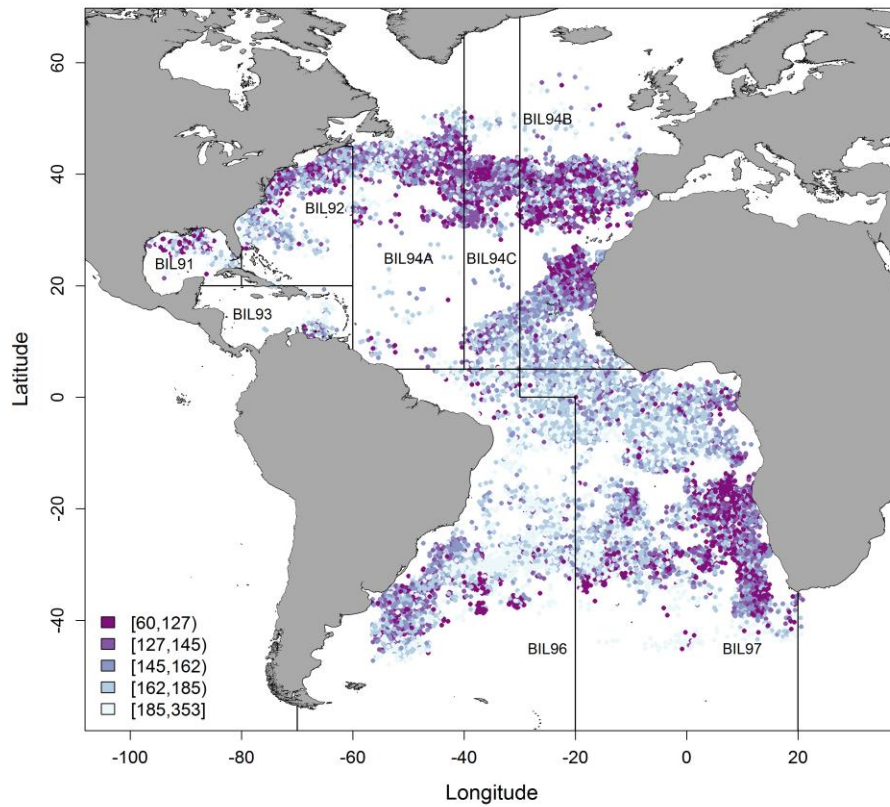 60
40
20
0
-20
-40
Latitude
BIL94B
BIL92
BIL91
BIL94A
BIL94C
BIL93
BIL96
BIL97
[60,127)
[127,145)
[145,162)
[162,185)
[185,353]
-100
-80
-60
-40
-20
0
20
Longitude